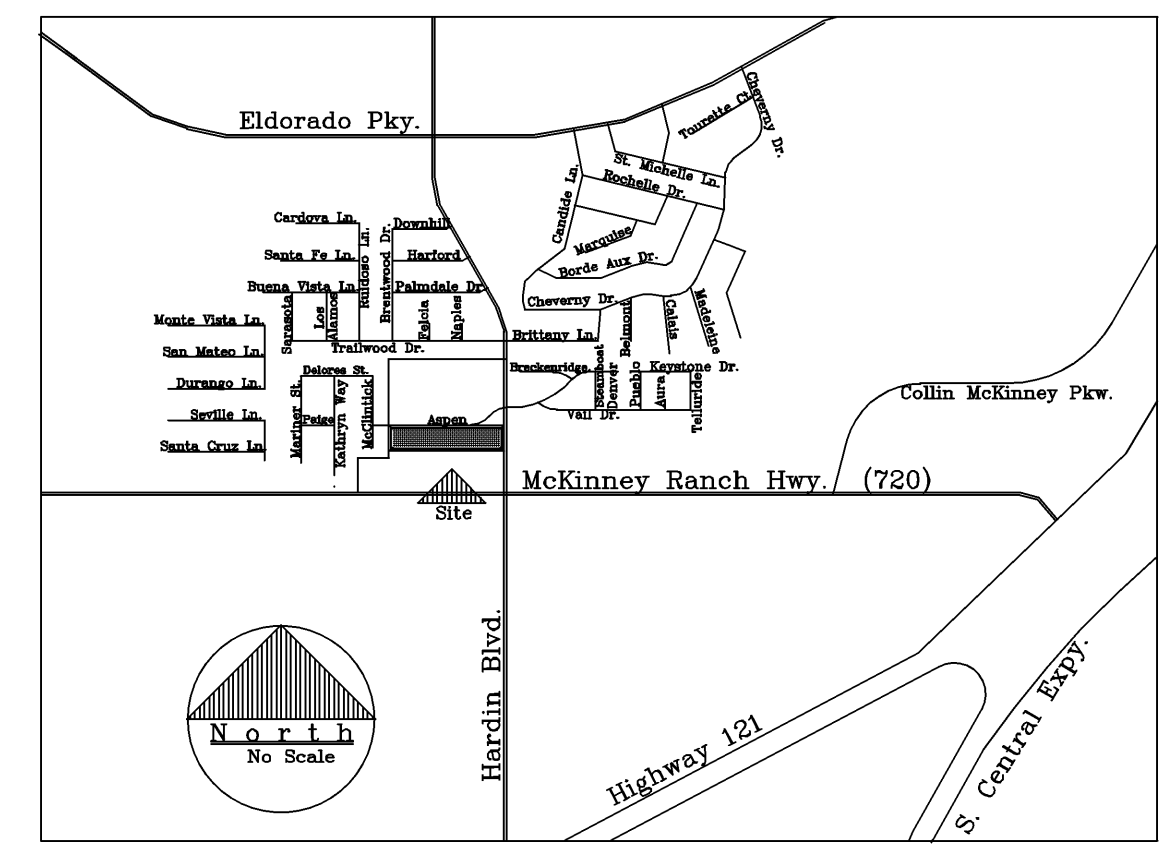 Eldorado Pky.
Cheverny Dr.
Tourette Ct.
St. Michelle Ln.
Rochelle Dr.
Candide Ln.
Marquise
Borde Aux Dr.
Cheverny Dr.
Cardova Ln.
Downhill
Ruidoso Ln.
Brentwood Dr.
Santa Fe Ln.
Harford
Buena Vista Ln.
Palmdale Dr.
Sarasota
Los
Alamos
Felcia
Naples
Belmont
Calais
Madeleine
Monte Vista Ln.
Brittany Ln.
Trailwood Dr.
San Mateo Ln.
Delores St.
Breckenridge
Keystone Dr.
Durango Ln.
Mariner St.
Kathryn Way
McClintick
Steamboat
Denver
Pueblo
Aura
Telluride
Collin McKinney Pkw.
Seville Ln.
Peige
Aspen
Vail Dr.
Santa Cruz Ln.
McKinney Ranch Hwy. (720)
Site
Hardin Blvd.
North
No Scale
Highway 121
S. Central Expy.